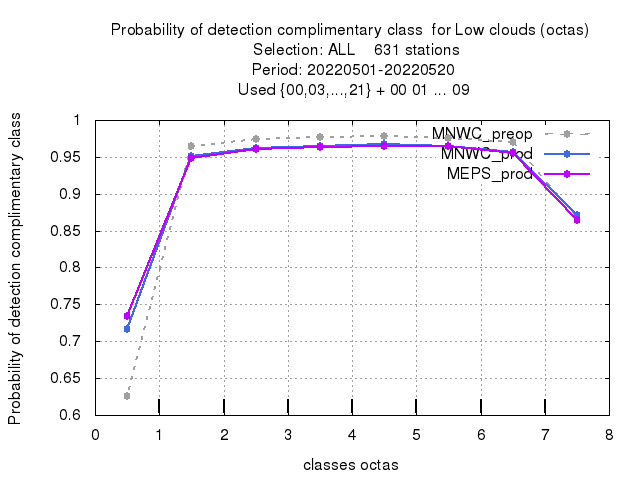 Probability of detection complimentary class  for Low clouds (octas)
Selection: ALL    631 stations
Period: 20220501-20220520
Used {00,03,...,21} + 00 01 ... 09
Probability of detection complimentary class
1
0.95
0.9
0.85
0.8
0.75
0.7
0.65
0.6
MNWC_preop
MNWC_prod
MEPS_prod
0 1 2 3 4 5 6 7 8
classes octas